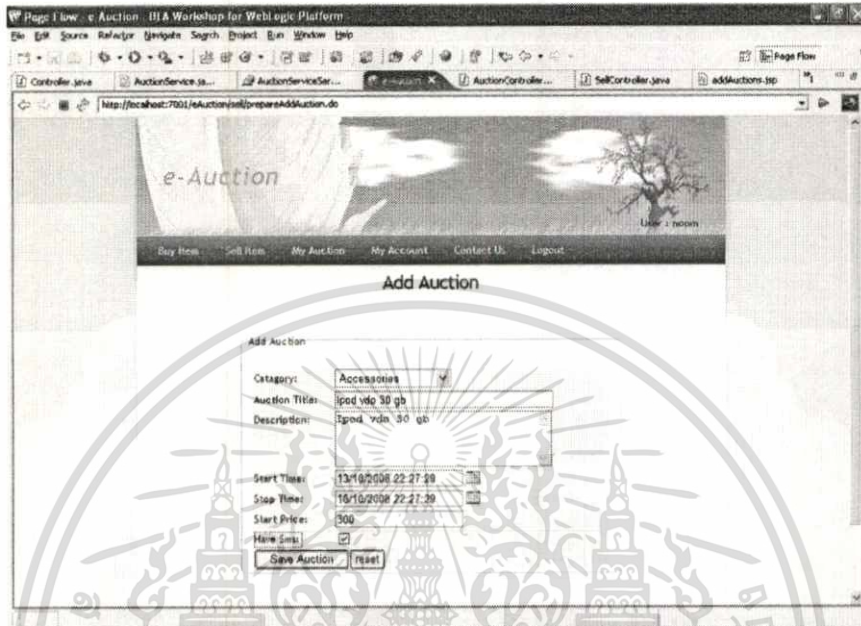 Page Flow - e-Auction - BEA Workshop for WebLogic Platform
File Edit Source Refactor Navigate Search Project Run Window Help
Page Flow
Controller.java AuctionService.ja... AuctionServiceSer... e-Auction AuctionController... SellController.java addAuctions.jsp
http://localhost:7001/eAuction/sell/prepareAddAuction.do
e-Auction
User : noom
Buy Item Sell Item My Auction My Account Contact Us Logout
Add Auction
Add Auction
Catagory: Accessories
Auction Title: ipod vdo 30 gb
Description: Ipod vdo 30 gb
Start Time: 13/10/2008 22:27:29
Stop Time: 16/10/2008 22:27:29
Start Price: 300
Have Sms:
Save Auction reset